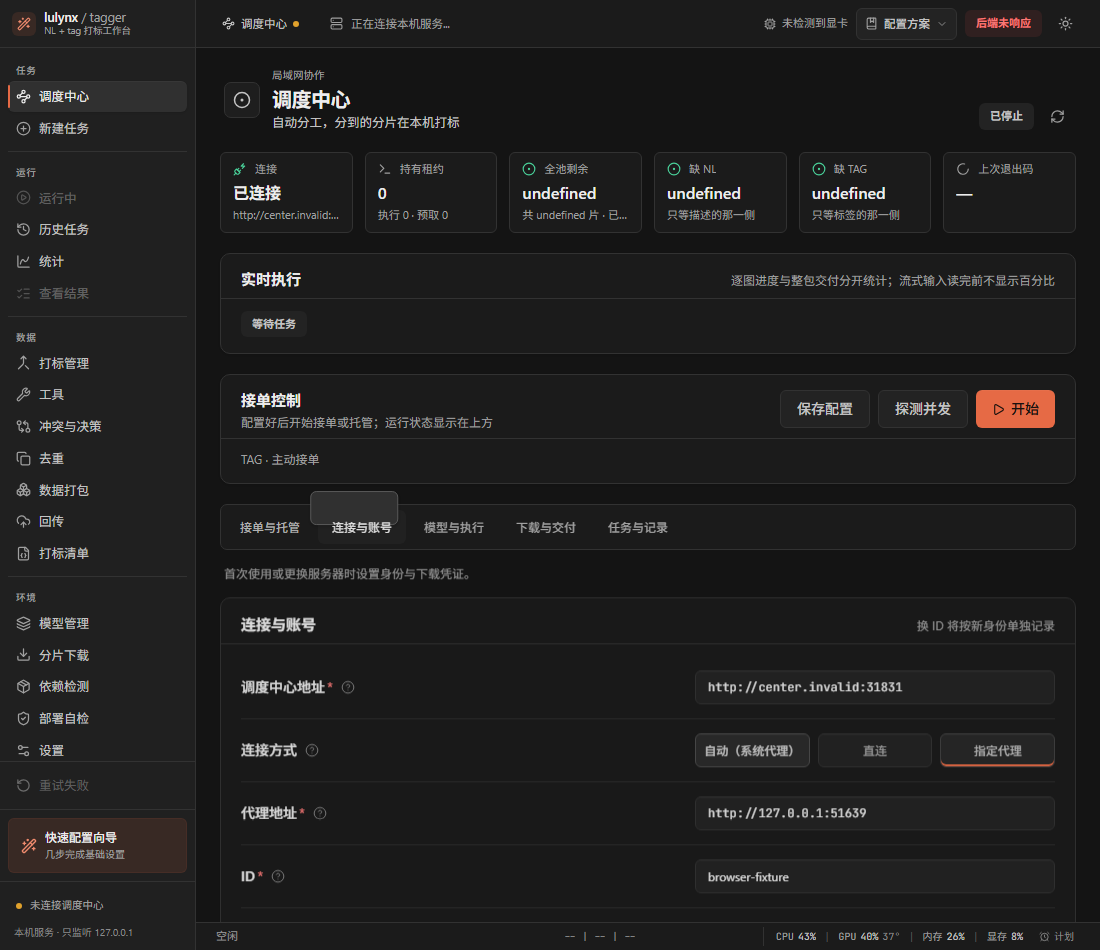 lulynx / tagger
NL + tag 打标工作台
调度中心
正在连接本机服务…
未检测到显卡
配置方案
后端未响应
任务
调度中心
新建任务
运行
运行中
历史任务
统计
查看结果
数据
打标管理
工具
冲突与决策
去重
数据打包
回传
打标清单
环境
模型管理
分片下载
依赖检测
部署自检
设置
重试失败
快速配置向导
几步完成基础设置
未连接调度中心
本机服务 · 只监听 127.0.0.1
局域网协作
调度中心
自动分工，分到的分片在本机打标
已停止
连接
已连接
http://center.invalid:...
持有租约
0
执行 0 · 预取 0
全池剩余
undefined
共 undefined 片 · 已...
缺 NL
undefined
只等描述的那一侧
缺 TAG
undefined
只等标签的那一侧
上次退出码
—
实时执行
逐图进度与整包交付分开统计；流式输入读完前不显示百分比
等待任务
接单控制
配置好后开始接单或托管；运行状态显示在上方
保存配置
探测并发
开始
TAG · 主动接单
接单与托管
连接与账号
模型与执行
下载与交付
任务与记录
首次使用或更换服务器时设置身份与下载凭证。
连接与账号
换 ID 将按新身份单独记录
调度中心地址*
http://center.invalid:31831
连接方式
自动（系统代理）
直连
指定代理
代理地址*
http://127.0.0.1:51639
ID*
browser-fixture
空闲
-- | -- | --
CPU 43% | GPU 40% 37° | 内存 26% | 显存 8%
计划